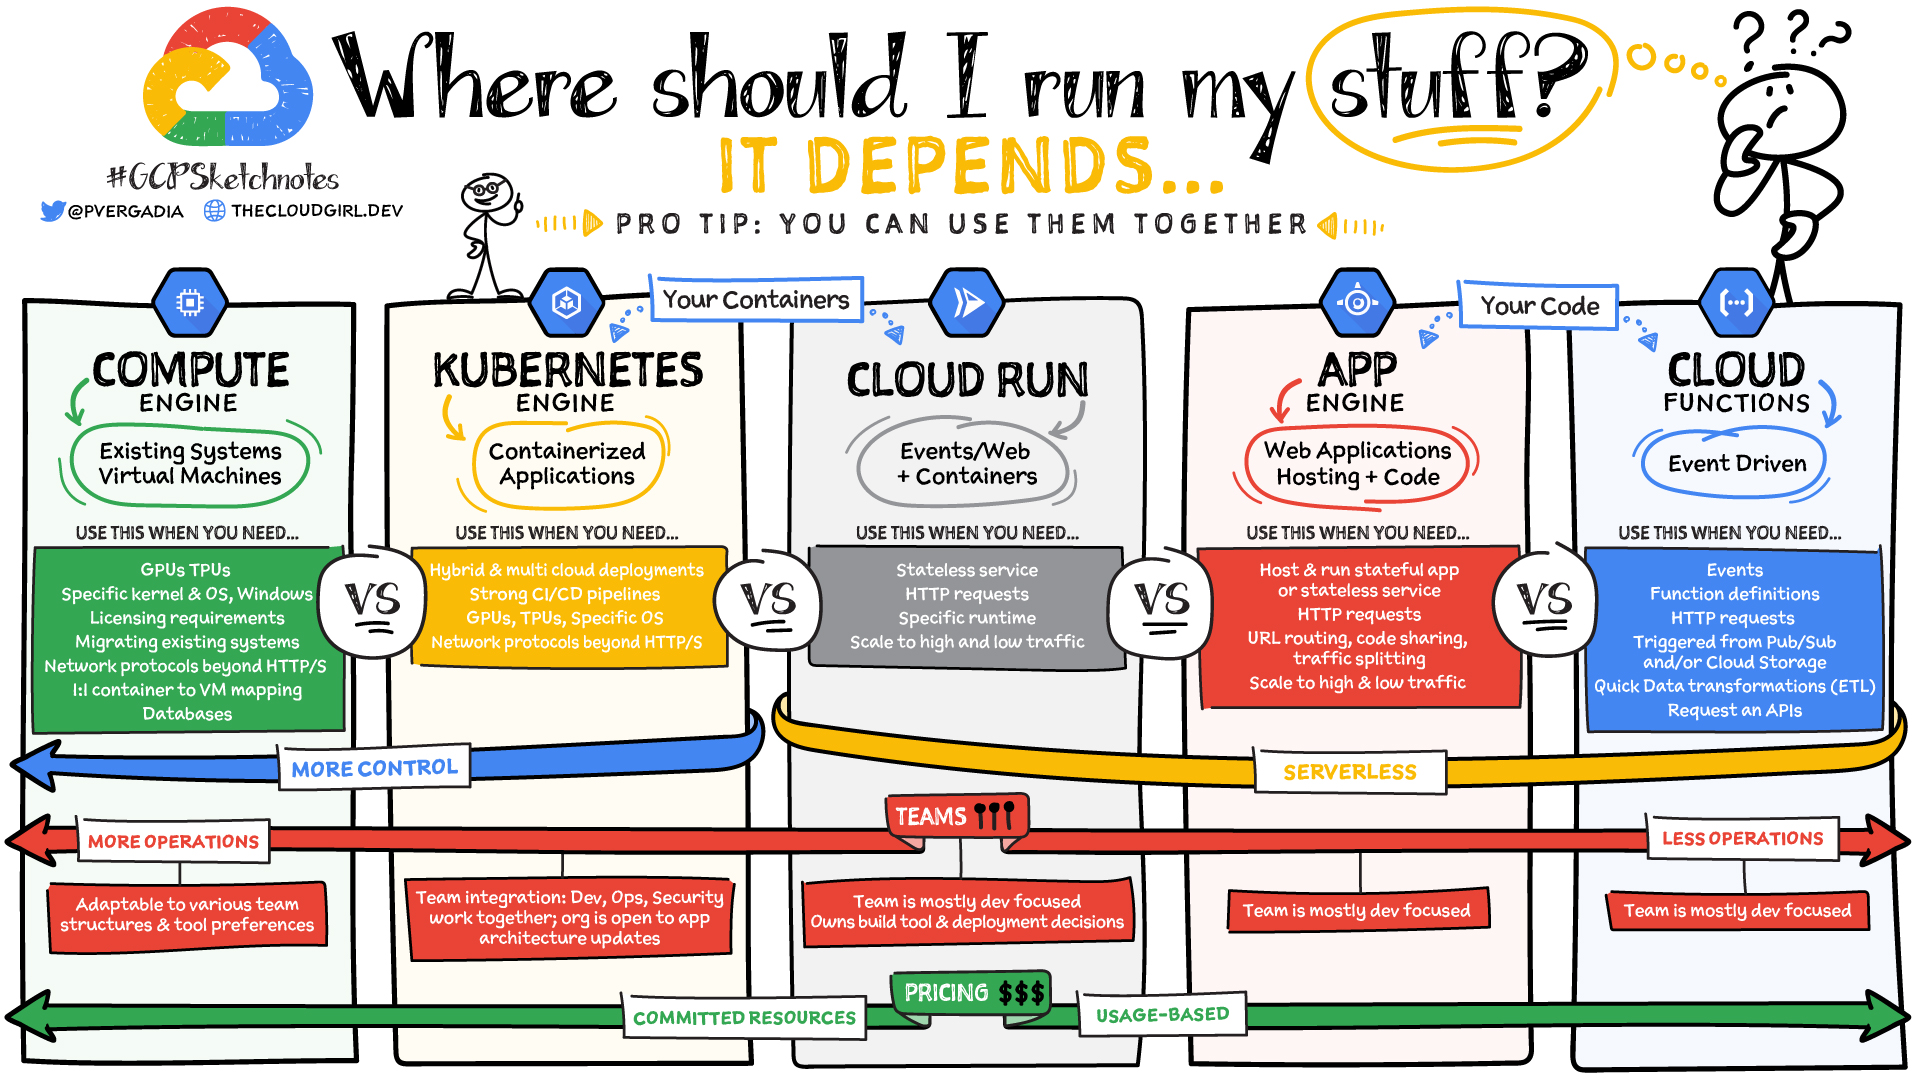 Where should I run my stuff?
IT DEPENDS...
PRO TIP: YOU CAN USE THEM TOGETHER
? ? ?
#GCPSketchnotes
@PVERGADIA THECLOUDGIRL.DEV
Your Containers
Your Code
COMPUTE
ENGINE
Existing Systems
Virtual Machines
USE THIS WHEN YOU NEED...
GPUs TPUs
Specific kernel & OS, Windows
Licensing requirements
Migrating existing systems
Network protocols beyond HTTP/S
1:1 container to VM mapping
Databases
VS
KUBERNETES
ENGINE
Containerized
Applications
USE THIS WHEN YOU NEED...
Hybrid & multi cloud deployments
Strong CI/CD pipelines
GPUs, TPUs, Specific OS
Network protocols beyond HTTP/S
VS
CLOUD RUN
Events/Web
+ Containers
USE THIS WHEN YOU NEED...
Stateless service
HTTP requests
Specific runtime
Scale to high and low traffic
VS
APP
ENGINE
Web Applications
Hosting + Code
USE THIS WHEN YOU NEED...
Host & run stateful app
or stateless service
HTTP requests
URL routing, code sharing,
traffic splitting
Scale to high & low traffic
VS
CLOUD
FUNCTIONS
Event Driven
USE THIS WHEN YOU NEED...
Events
Function definitions
HTTP requests
Triggered from Pub/Sub
and/or Cloud Storage
Quick Data transformations (ETL)
Request an APIs
MORE CONTROL
SERVERLESS
TEAMS
MORE OPERATIONS
LESS OPERATIONS
Adaptable to various team
structures & tool preferences
Team integration: Dev, Ops, Security
work together; org is open to app
architecture updates
Team is mostly dev focused
Owns build tool & deployment decisions
Team is mostly dev focused
Team is mostly dev focused
PRICING $$$
COMMITTED RESOURCES
USAGE-BASED